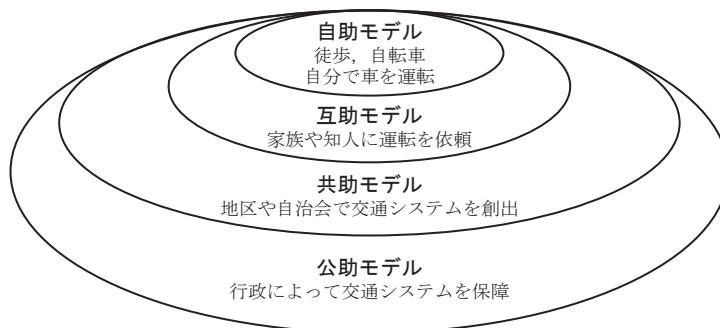 自助モデル
徒歩，自転車
自分で車を運転
互助モデル
家族や知人に運転を依頼
共助モデル
地区や自治会で交通システムを創出
公助モデル
行政によって交通システムを保障